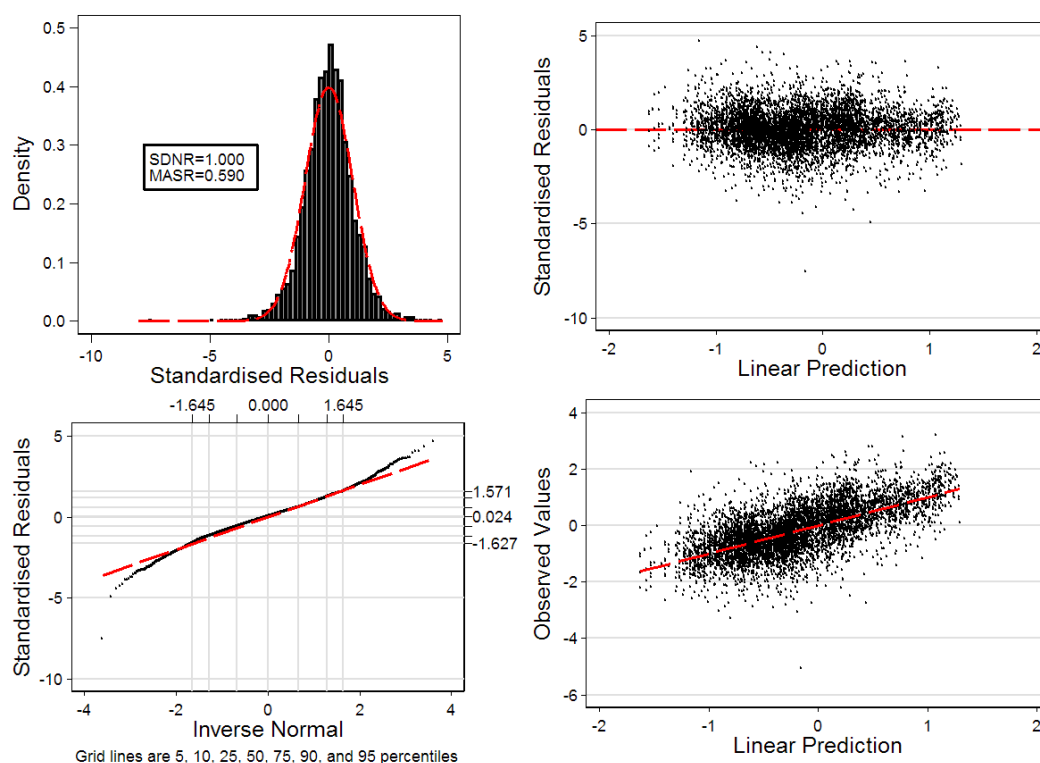 0.5
0.4
0.3
0.2
0.1
0.0
Density
SDNR=1.000
MASR=0.590
-10 -5 0 5
Standardised Residuals
5
0
-5
-10
Standardised Residuals
-2 -1 0 1 2
Linear Prediction
-1.645 0.000 1.645
5
0
-5
-10
Standardised Residuals
1.571
0.024
-1.627
-4 -2 0 2 4
Inverse Normal
Grid lines are 5, 10, 25, 50, 75, 90, and 95 percentiles
4
2
0
-2
-4
-6
Observed Values
-2 -1 0 1 2
Linear Prediction